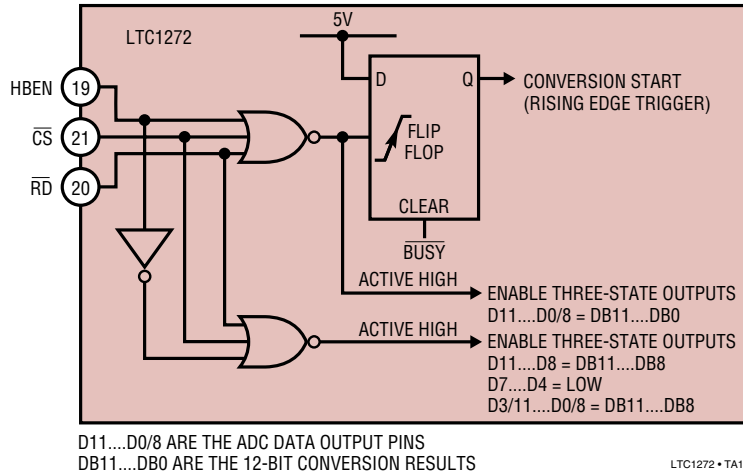 5V
LTC1272
HBEN 19
D Q
CONVERSION START
(RISING EDGE TRIGGER)
CS 21
FLIP
FLOP
RD 20
CLEAR
BUSY
ACTIVE HIGH
ENABLE THREE-STATE OUTPUTS
D11....D0/8 = DB11....DB0
ACTIVE HIGH
ENABLE THREE-STATE OUTPUTS
D11....D8 = DB11....DB8
D7....D4 = LOW
D3/11....D0/8 = DB11....DB8
D11....D0/8 ARE THE ADC DATA OUTPUT PINS
DB11....DB0 ARE THE 12-BIT CONVERSION RESULTS
LTC1272 • TA1